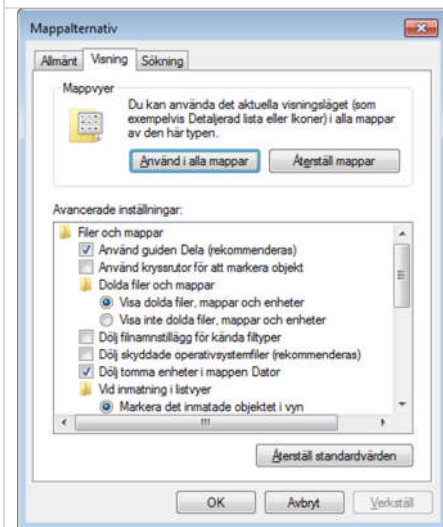 Mappalternativ
Allmänt Visning Sökning
Mappvyer
Du kan använda det aktuella visningsläget (som
exempelvis Detaljerad lista eller Ikoner) i alla mappar
av den här typen.
Använd i alla mappar Återställ mappar
Avancerade inställningar:
Filer och mappar
Använd guiden Dela (rekommenderas)
Använd kryssrutor för att markera objekt
Dolda filer och mappar
Visa dolda filer, mappar och enheter
Visa inte dolda filer, mappar och enheter
Dölj filnamnstillägg för kända filtyper
Dölj skyddade operativsystemfiler (rekommenderas)
Dölj tomma enheter i mappen Dator
Vid inmatning i listvyer
Markera det inmatade objektet i vyn
Återställ standardvärden
OK Avbryt Verkställ